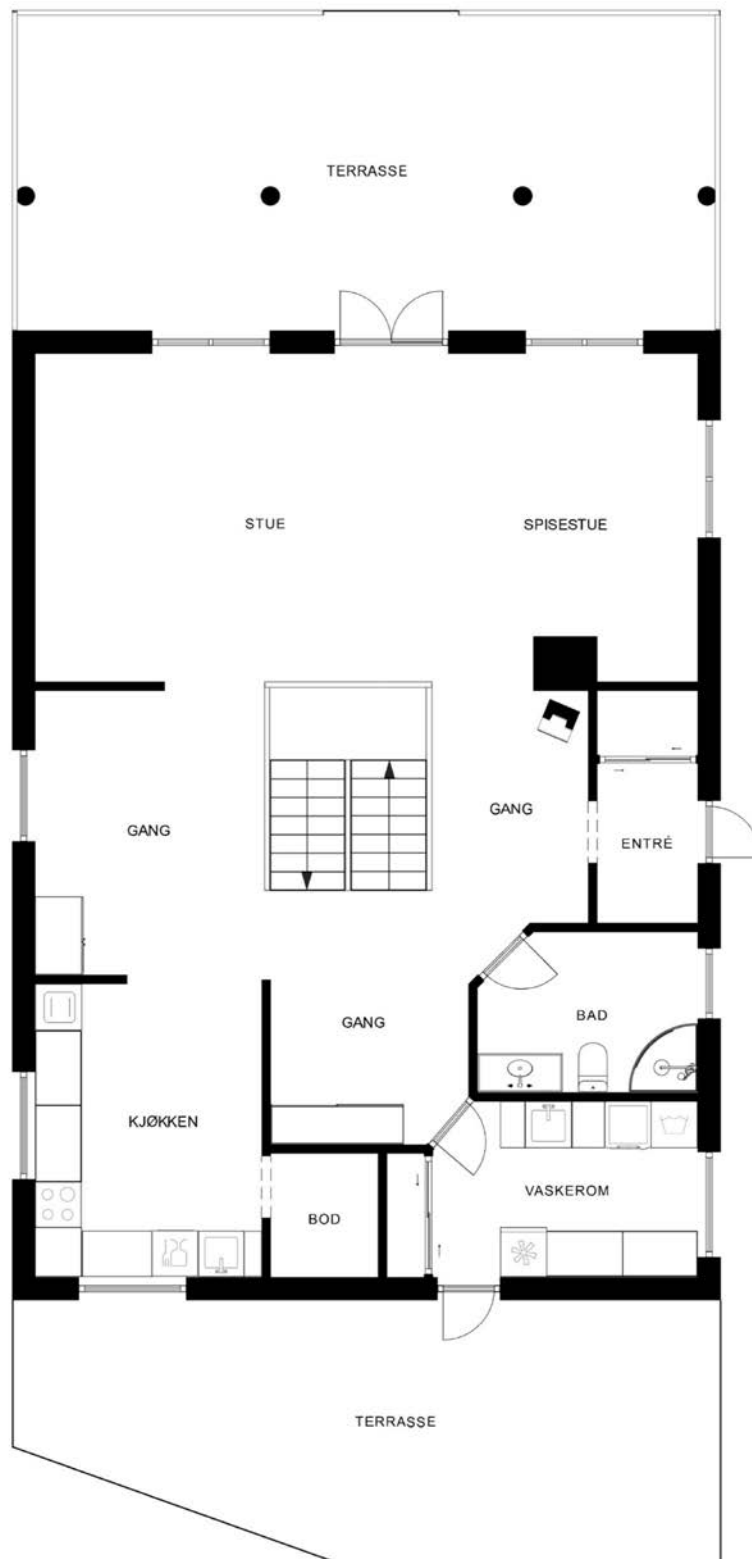 TERRASSE
STUE
SPISESTUE
GANG
GANG
ENTRÉ
BAD
GANG
KJØKKEN
VASKEROM
BOD
TERRASSE